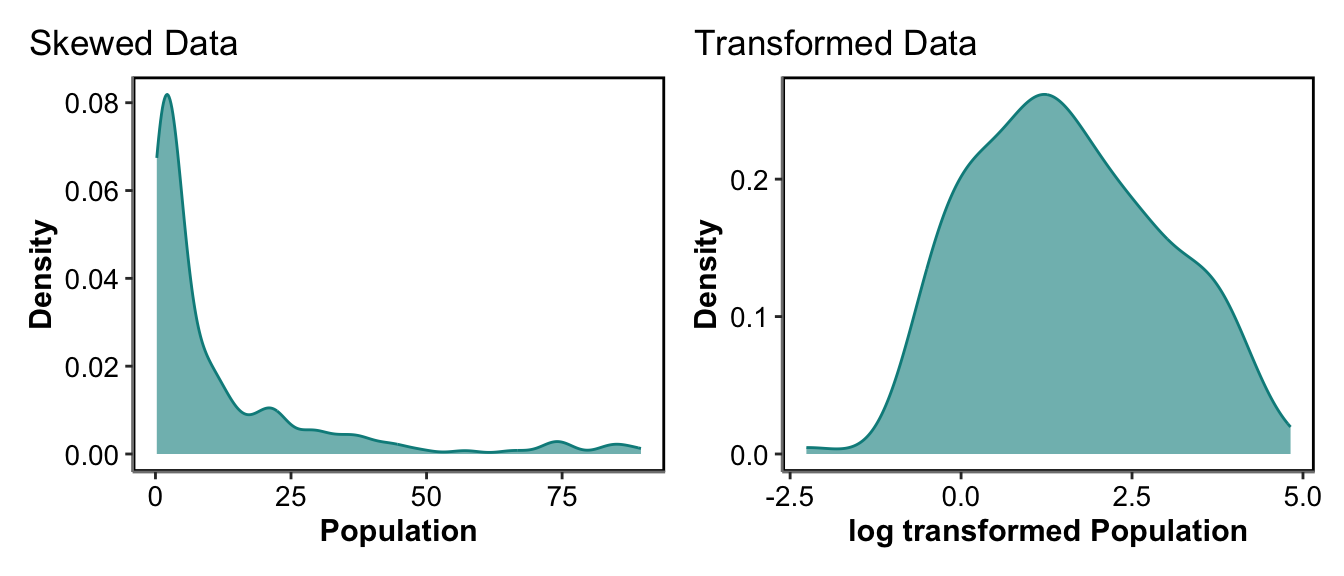 Skewed Data
Density
0.08
0.06
0.04
0.02
0.00
0
25
50
75
Population
Transformed Data
Density
0.2
0.1
0.0
-2.5
0.0
2.5
5.0
log transformed Population